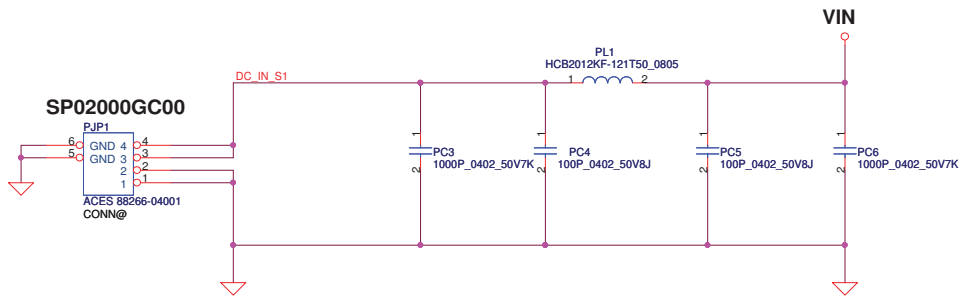 VIN
PL1
HCB2012KF-121T50_0805
DC_IN_S1
1 2
SP02000GC00
PJP1
6 GND 4 4
5 GND 3 3
2 2
1 1
ACES 88266-04001
CONN@
1
PC3
1000P_0402_50V7K
2
1
PC4
100P_0402_50V8J
2
1
PC5
100P_0402_50V8J
2
1
PC6
1000P_0402_50V7K
2